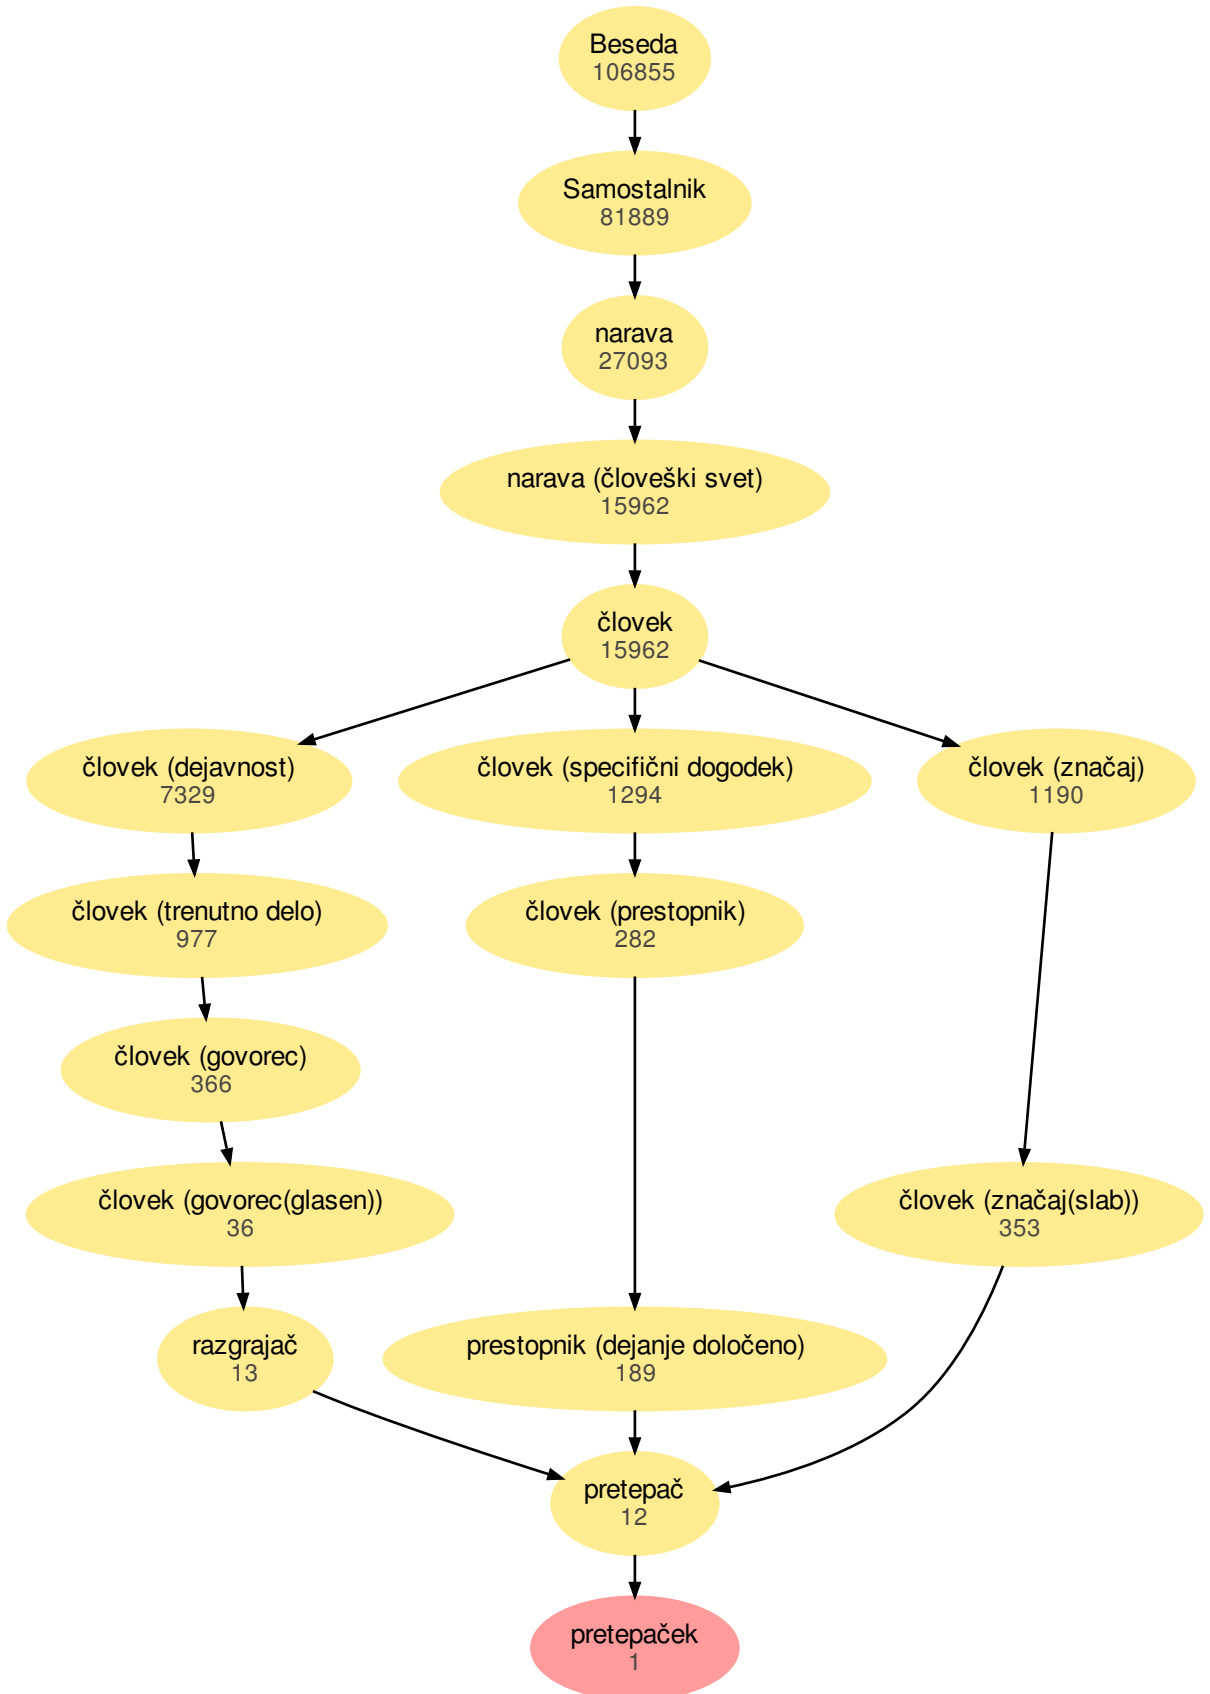 Beseda
106855
Samostalnik
81889
narava
27093
narava (človeški svet)
15962
človek
15962
človek (dejavnost)
7329
človek (specifični dogodek)
1294
človek (značaj)
1190
človek (trenutno delo)
977
človek (prestopnik)
282
človek (govorec)
366
človek (govorec(glasen))
36
človek (značaj(slab))
353
razgrajač
13
prestopnik (dejanje določeno)
189
pretepač
12
pretepaček
1